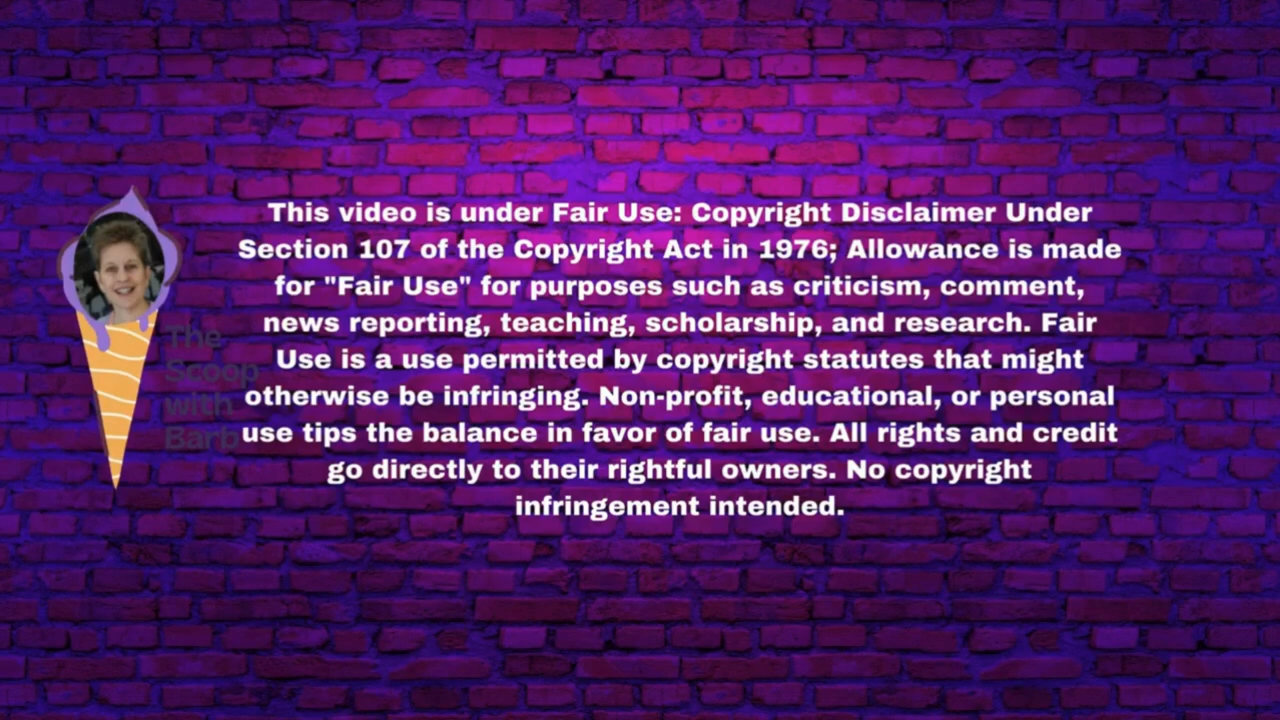 This video is under Fair Use: Copyright Disclaimer Under
Section 107 of the Copyright Act in 1976; Allowance is made
for "Fair Use" for purposes such as criticism, comment,
news reporting, teaching, scholarship, and research. Fair
Use is a use permitted by copyright statutes that might
otherwise be infringing. Non-profit, educational, or personal
use tips the balance in favor of fair use. All rights and credit
go directly to their rightful owners. No copyright
infringement intended.
The
Scoop
with
Barb